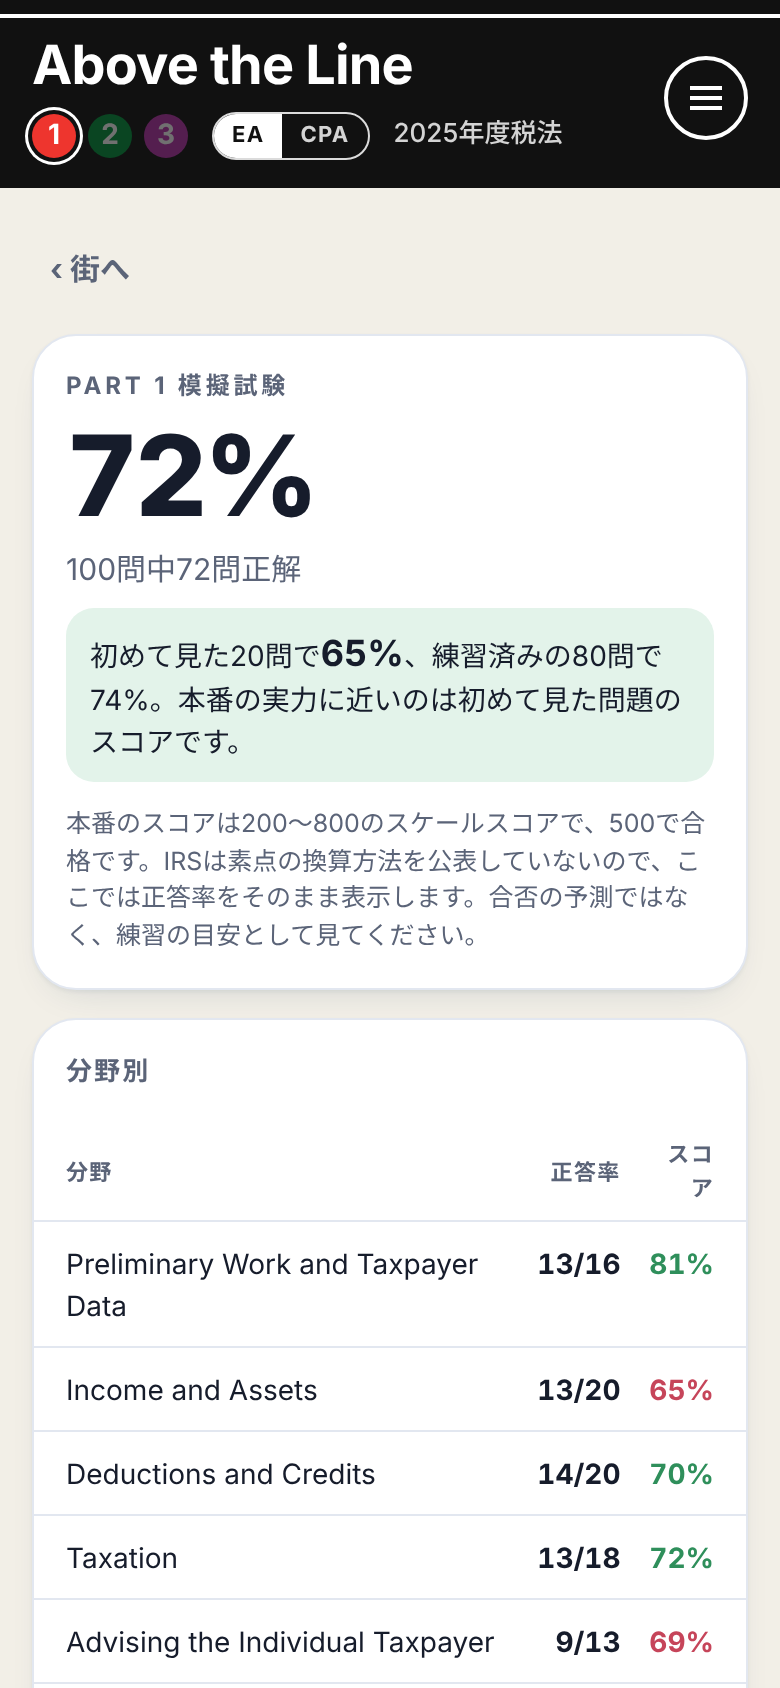 Above the Line
1 2 3 EA CPA 2025年度税法
‹ 街へ
PART 1 模擬試験
72%
100問中72問正解
初めて見た20問で65%、練習済みの80問で
74%。本番の実力に近いのは初めて見た問題の
スコアです。
本番のスコアは200〜800のスケールスコアで、500で合
格です。IRSは素点の換算方法を公表していないので、こ
こでは正答率をそのまま表示します。合否の予測ではな
く、練習の目安として見てください。
分野別
分野 正答率 スコ
ア
Preliminary Work and Taxpayer 13/16 81%
Data
Income and Assets 13/20 65%
Deductions and Credits 14/20 70%
Taxation 13/18 72%
Advising the Individual Taxpayer 9/13 69%